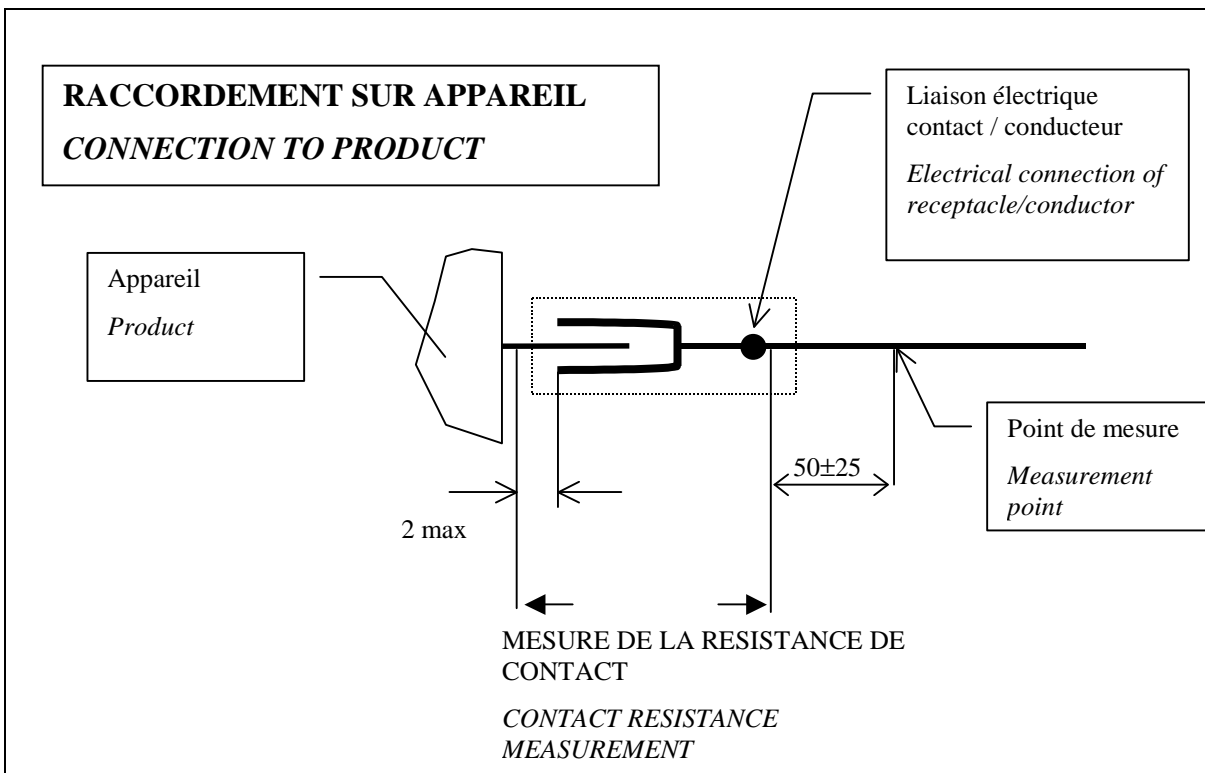 RACCORDEMENT SUR APPAREIL
CONNECTION TO PRODUCT
Liaison électrique
contact / conducteur
Electrical connection of
receptacle/conductor
Appareil
Product
Point de mesure
Measurement
point
50±25
2 max
MESURE DE LA RESISTANCE DE
CONTACT
CONTACT RESISTANCE
MEASUREMENT